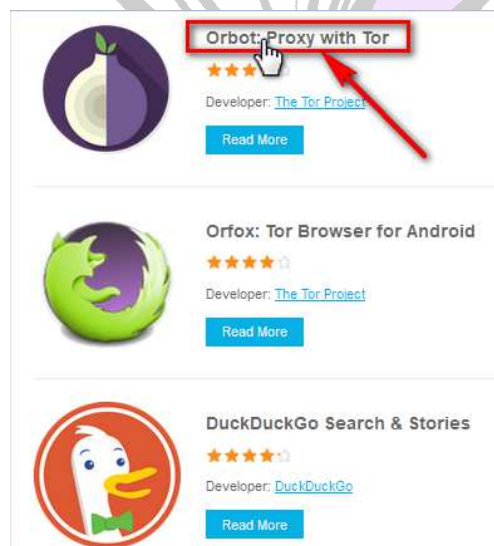 Orbot: Proxy with Tor
Developer: The Tor Project
Read More
Orfox: Tor Browser for Android
Developer: The Tor Project
Read More
DuckDuckGo Search & Stories
Developer: DuckDuckGo
Read More